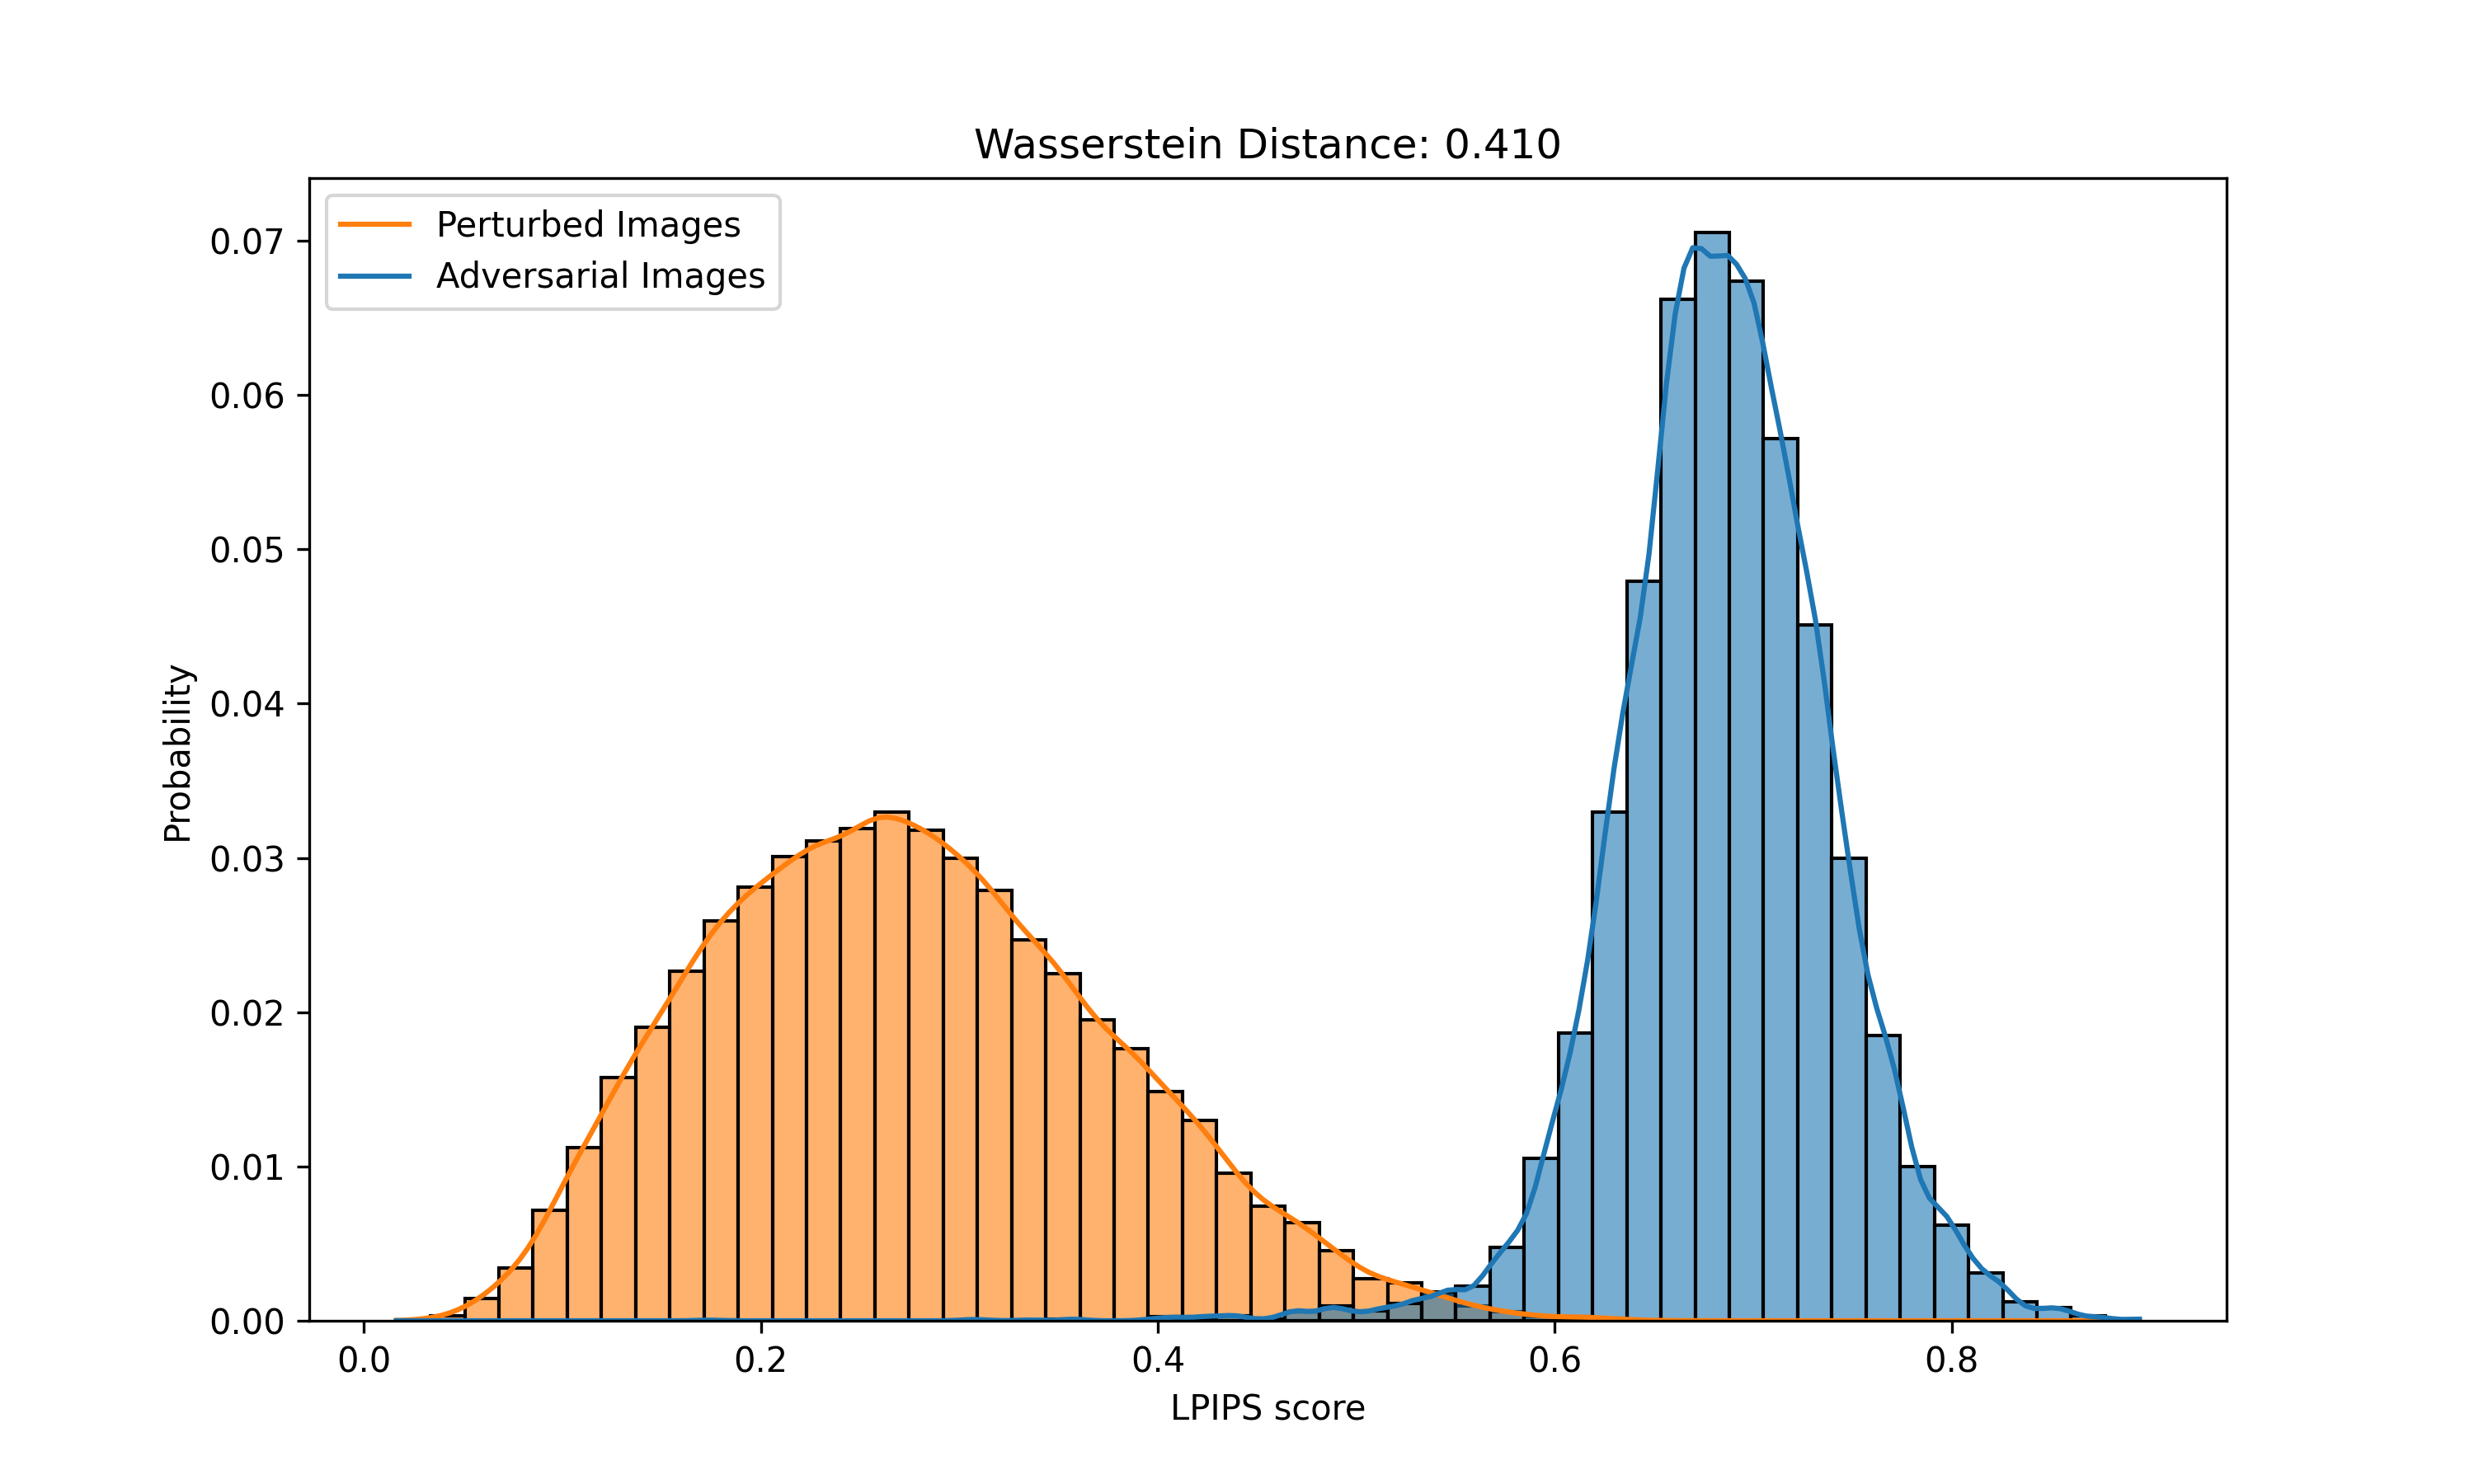 Wasserstein Distance: 0.410
Perturbed Images
Adversarial Images
0.07
0.06
0.05
0.04
0.03
0.02
0.01
0.00
Probability
0.0 0.2 0.4 0.6 0.8
LPIPS score